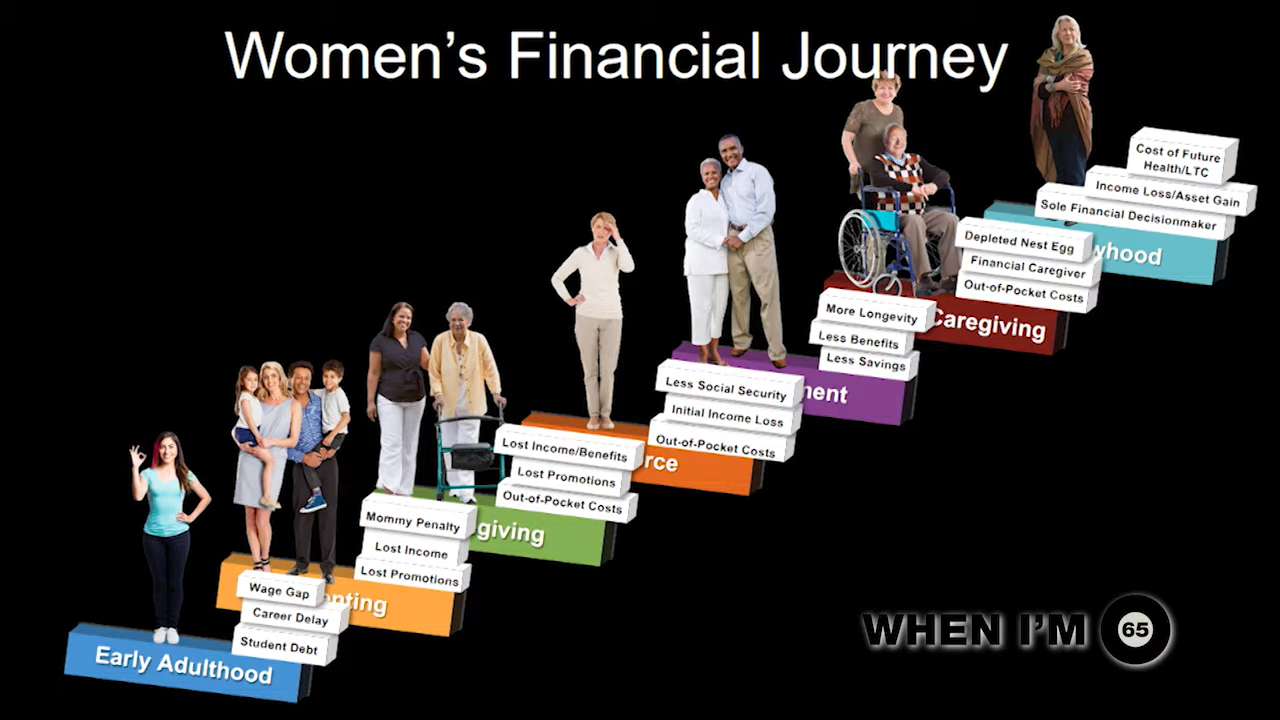 Women's Financial Journey
Cost of Future
Health/LTC
Income Loss/Asset Gain
Sole Financial Decisionmaker
whood
Depleted Nest Egg
Financial Caregiver
Out-of-Pocket Costs
Caregiving
More Longevity
Less Benefits
Less Savings
ment
Less Social Security
Initial Income Loss
Out-of-Pocket Costs
rce
Lost Income/Benefits
Lost Promotions
Out-of-Pocket Costs
giving
Mommy Penalty
Lost Income
Lost Promotions
nting
Wage Gap
Career Delay
Student Debt
Early Adulthood
WHEN I'M 65